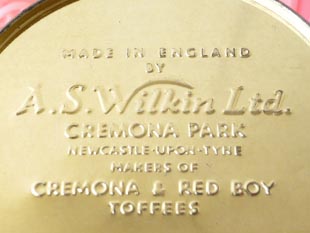 MADE IN ENGLAND
BY
A.S. Wilkin Ltd.
CREMONA PARK
NEWCASTLE-UPON-TYNE
MAKERS OF
CREMONA & RED BOY
TOFFEES